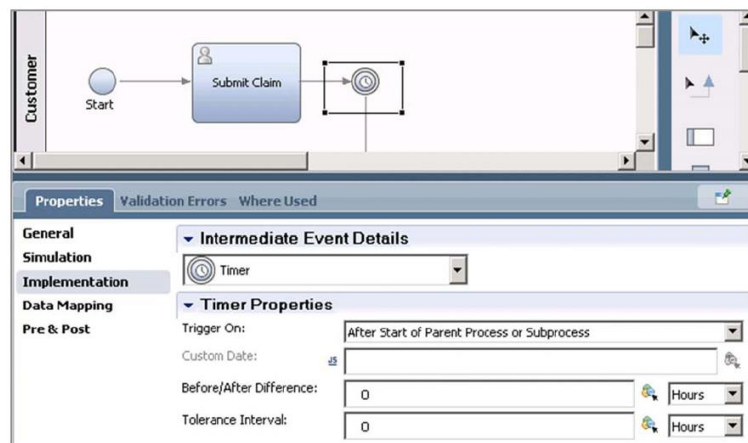 Customer
Start
Submit Claim
Properties Validation Errors Where Used
General
Simulation
Implementation
Data Mapping
Pre & Post
Intermediate Event Details
Timer
Timer Properties
Trigger On: After Start of Parent Process or Subprocess
Custom Date: JS
Before/After Difference: 0 Hours
Tolerance Interval: 0 Hours